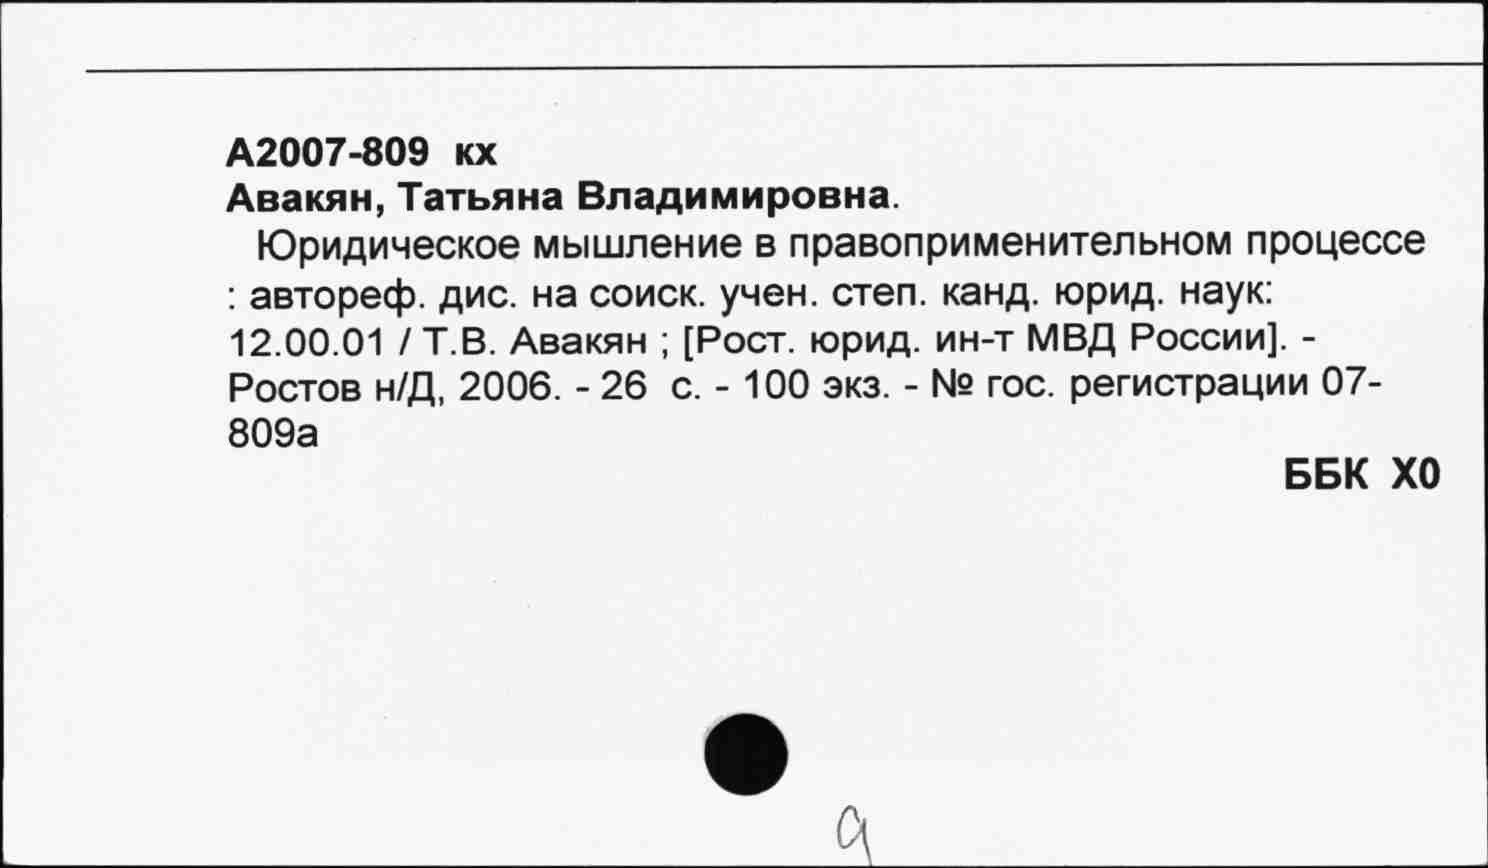 А2007-809 кх
Авакян, Татьяна Владимировна.
Юридическое мышление в правоприменительном процессе
: автореф. дис. на соиск. учен. степ. канд. юрид. наук:
12.00.01 / Т.В. Авакян ; [Рост. юрид. ин-т МВД России]. -
Ростов н/Д, 2006. - 26 с. - 100 экз. - № гос. регистрации 07-
809а
ББК Х0